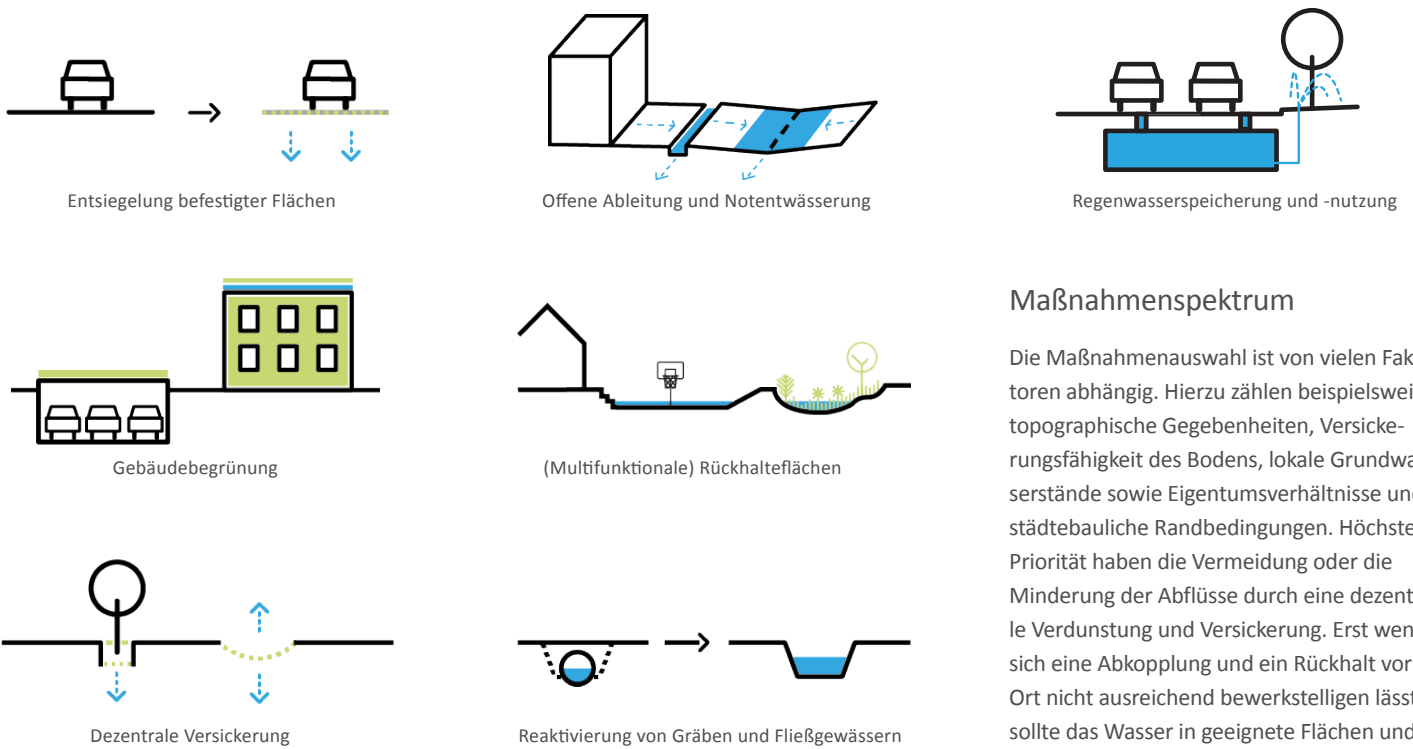 Entsiegelung befestigter Flächen
Offene Ableitung und Notentwässerung
Regenwasserspeicherung und -nutzung
Gebäudebegrünung
(Multifunktionale) Rückhalteflächen
Dezentrale Versickerung
Reaktivierung von Gräben und Fließgewässern
Maßnahmenspektrum
Die Maßnahmenauswahl ist von vielen Fak-
toren abhängig. Hierzu zählen beispielswei
topographische Gegebenheiten, Versicke-
rungsfähigkeit des Bodens, lokale Grundwa
serstände sowie Eigentumsverhältnisse un
städtebauliche Randbedingungen. Höchste
Priorität haben die Vermeidung oder die
Minderung der Abflüsse durch eine dezent
le Verdunstung und Versickerung. Erst wen
sich eine Abkopplung und ein Rückhalt vor
Ort nicht ausreichend bewerkstelligen lässt
sollte das Wasser in geeignete Flächen und